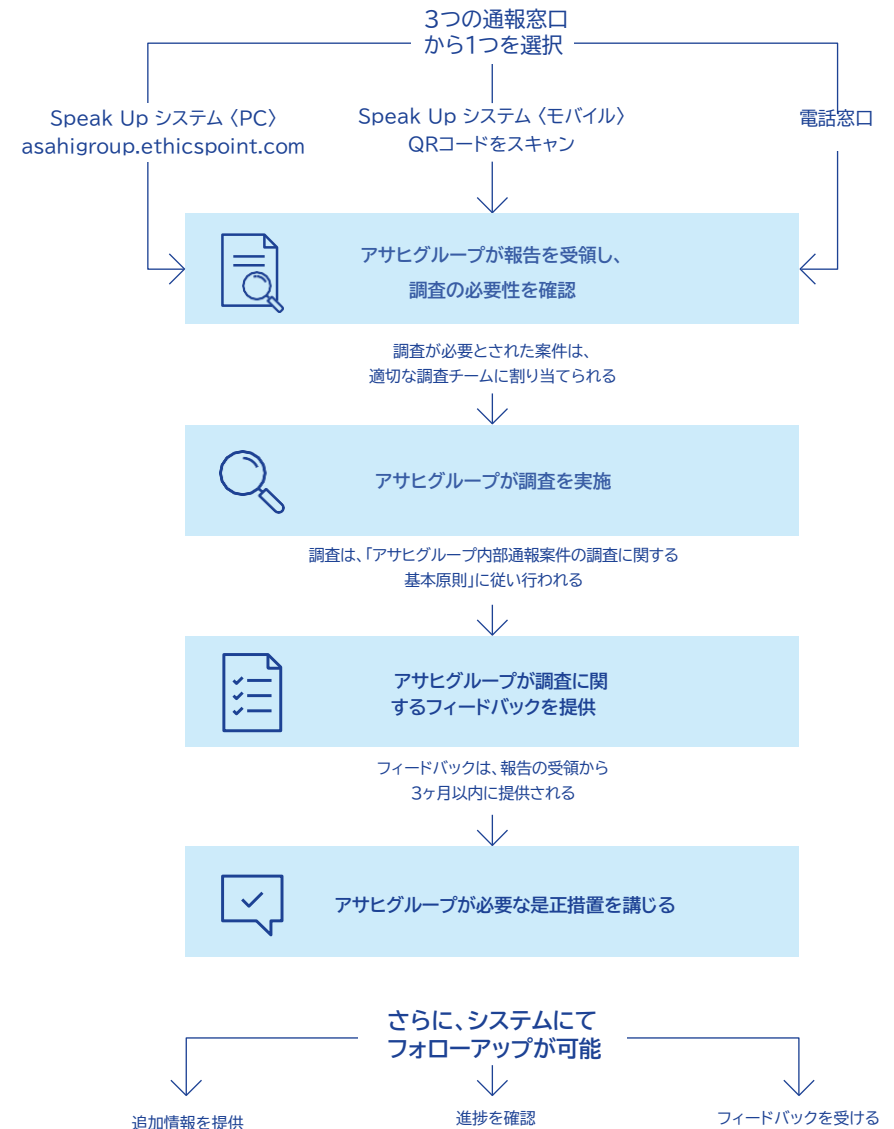 3つの通報窓口
から1つを選択
Speak Up システム〈PC〉
asahigroup.ethicspoint.com
Speak Up システム〈モバイル〉
QRコードをスキャン
電話窓口
アサヒグループが報告を受領し、
調査の必要性を確認
調査が必要とされた案件は、
適切な調査チームに割り当てられる
アサヒグループが調査を実施
調査は、「アサヒグループ内部通報案件の調査に関する
基本原則」に従い行われる
アサヒグループが調査に関
するフィードバックを提供
フィードバックは、報告の受領から
3ヶ月以内に提供される
アサヒグループが必要な是正措置を講じる
さらに、システムにて
フォローアップが可能
追加情報を提供
進捗を確認
フィードバックを受ける